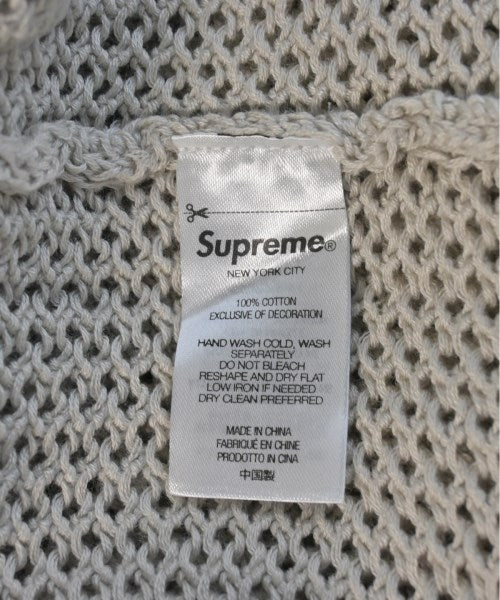 Supreme®
NEW YORK CITY
100% COTTON
EXCLUSIVE OF DECORATION
HAND WASH COLD, WASH
SEPARATELY
DO NOT BLEACH
RESHAPE AND DRY FLAT
LOW IRON IF NEEDED
DRY CLEAN PREFERRED
MADE IN CHINA
FABRIQUÉ EN CHINE
PRODOTTO IN CINA
中国製